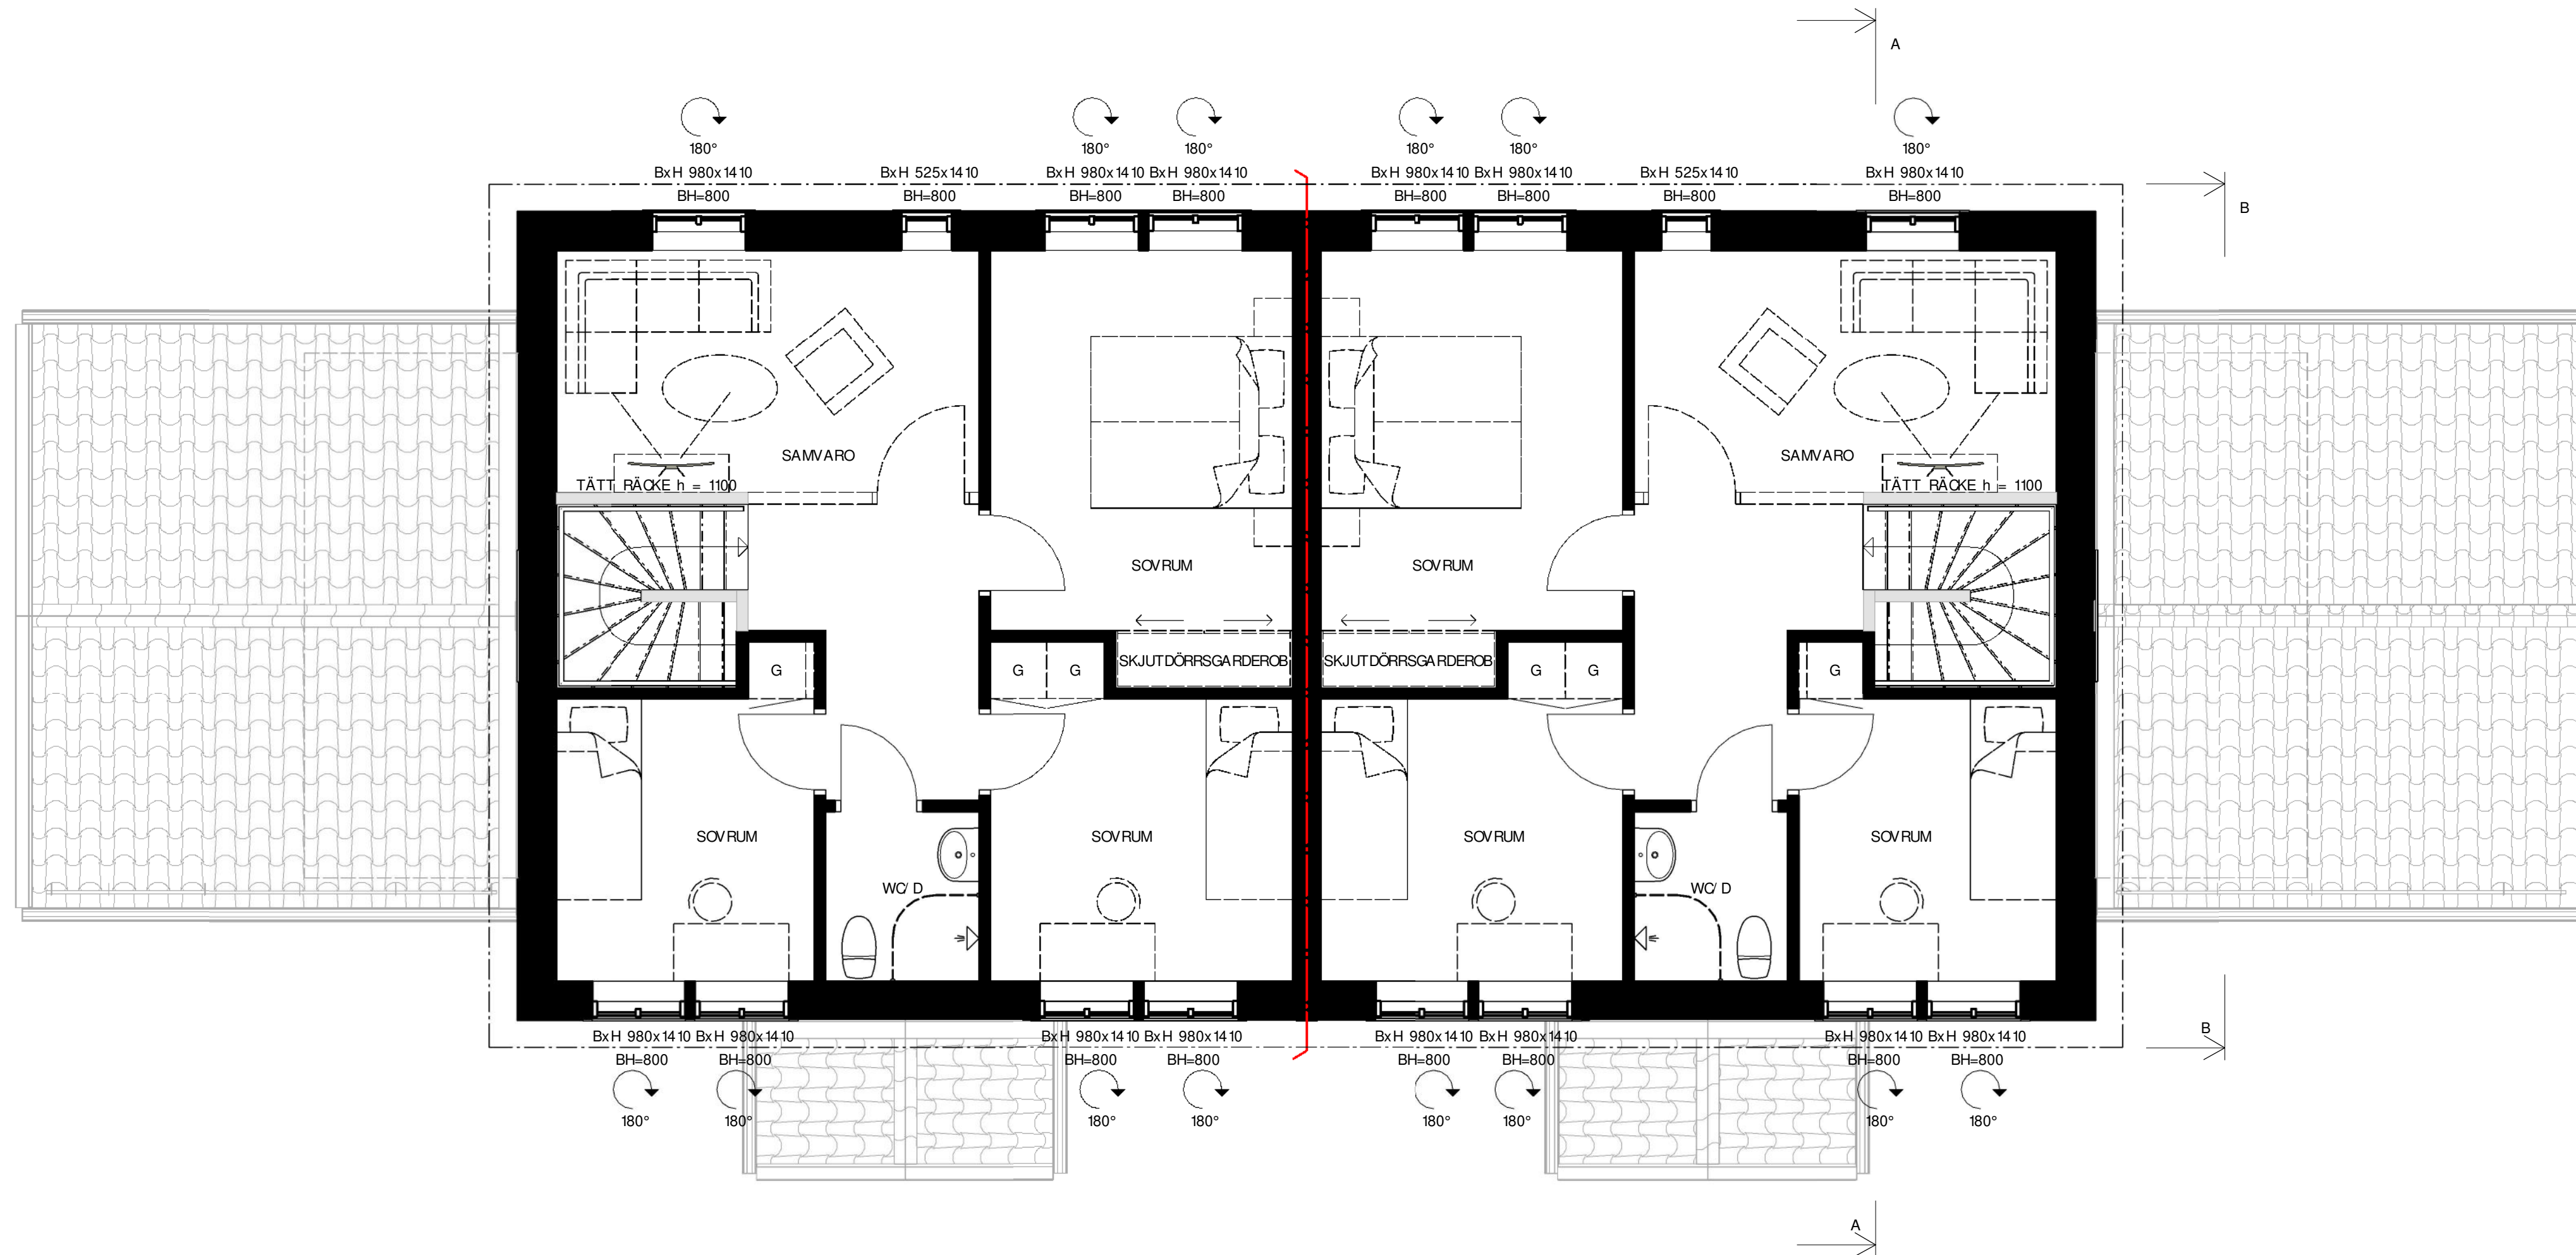 A
180°
180°
180°
180°
180°
180°
BxH 980x1410
BxH 525x1410
BxH 980x1410
BxH 980x1410
BxH 980x1410
BxH 980x1410
BxH 525x1410
BxH 980x1410
BH=800
BH=800
BH=800
BH=800
BH=800
BH=800
BH=800
BH=800
B
SAMVARO
SAMVARO
TÄTT RÄCKE h = 1100
TÄTT RÄCKE h = 1100
SOVRUM
SOVRUM
G
G
G
SKJUTDÖRRSGARDEROB
SKJUTDÖRRSGARDEROB
G
G
G
SOVRUM
SOVRUM
SOVRUM
SOVRUM
WC/D
WC/D
BxH 980x1410
BxH 980x1410
BxH 980x1410
BxH 980x1410
BxH 980x1410
BxH 980x1410
BxH 980x1410
BxH 980x1410
B
BH=800
BH=800
BH=800
BH=800
BH=800
BH=800
BH=800
BH=800
180°
180°
180°
180°
180°
180°
180°
180°
A